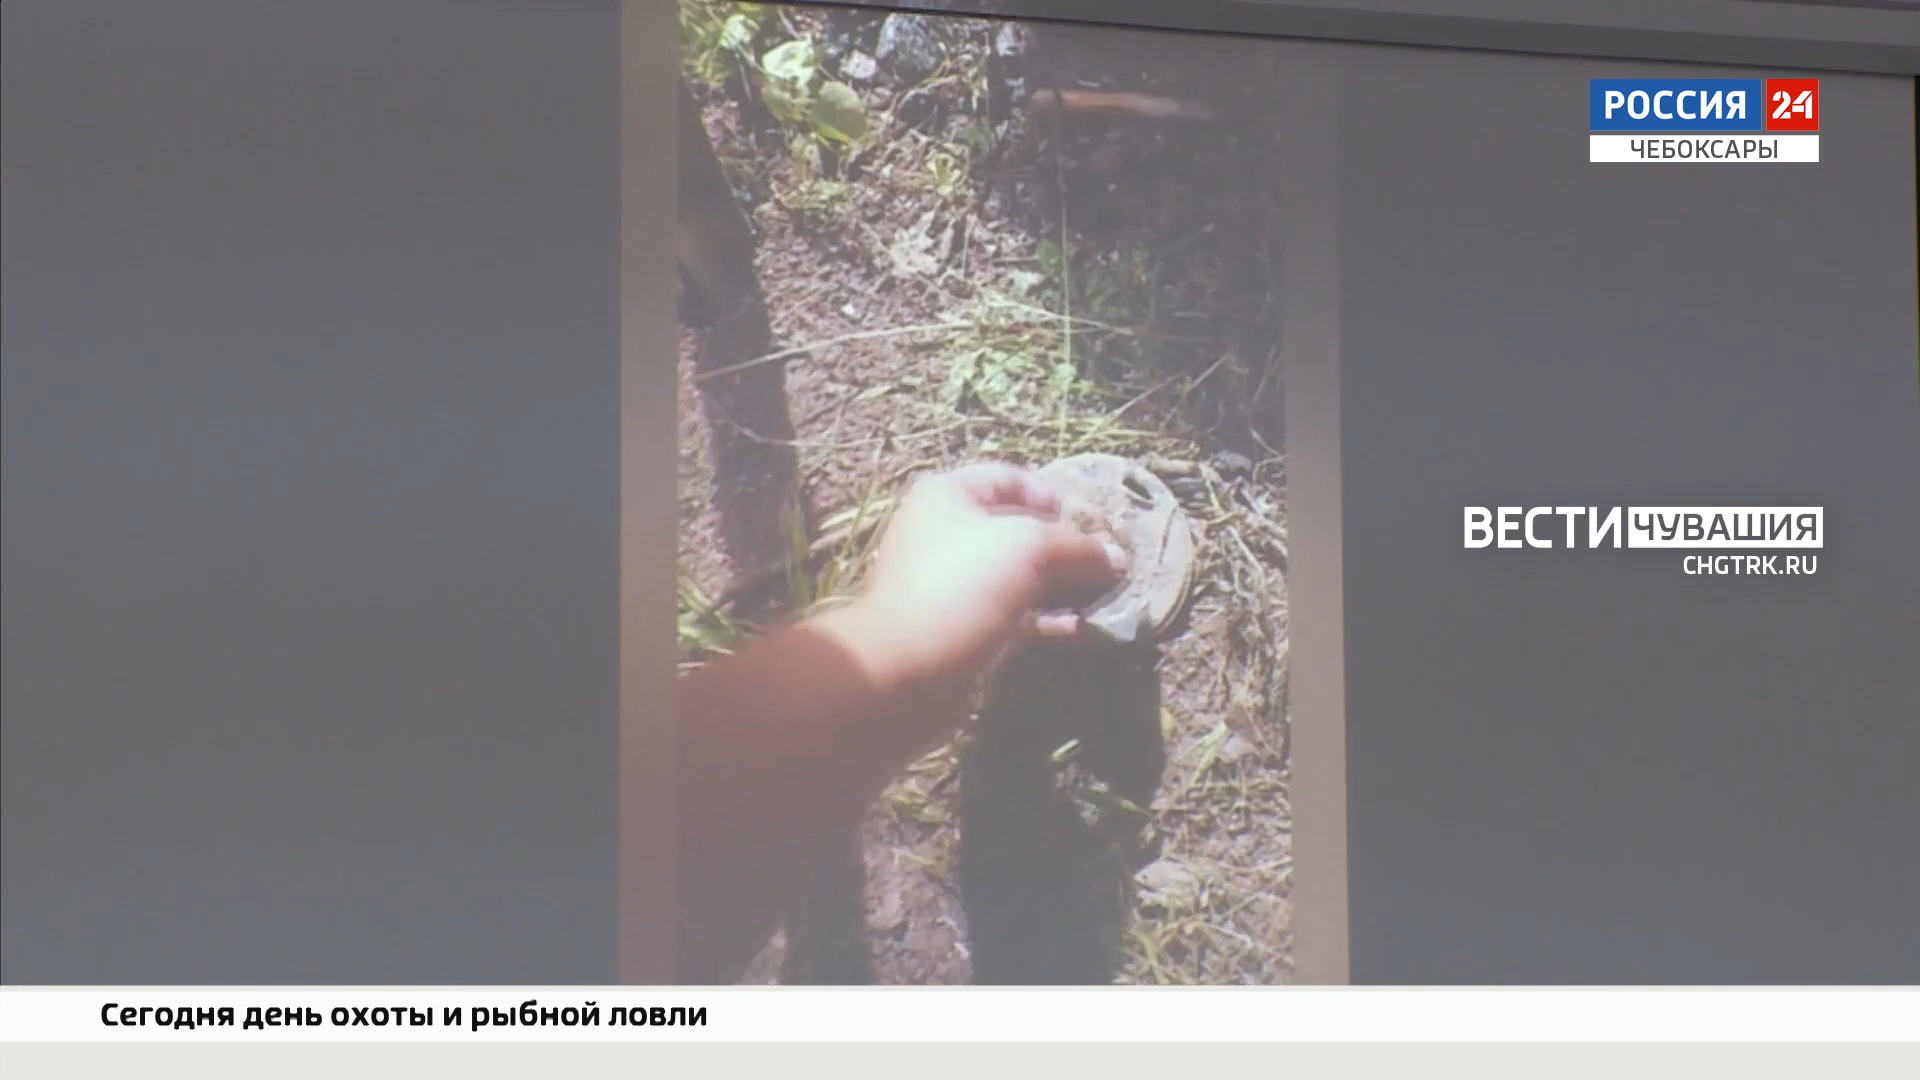 РОССИЯ 24
ЧЕБОКСАРЫ
ВЕСТИ ЧУВАШИЯ
CHGTRK.RU
Сегодня день охоты и рыбной ловли